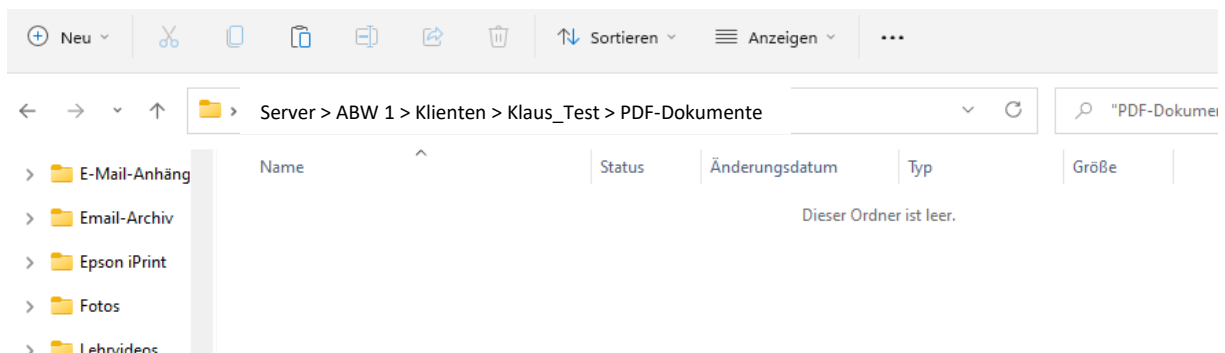 Neu Sortieren Anzeigen ...
Server > ABW 1 > Klienten > Klaus_Test > PDF-Dokumente "PDF-Dokumer
Name Status Änderungsdatum Typ Größe
Dieser Ordner ist leer.
E-Mail-Anhäng
Email-Archiv
Epson iPrint
Fotos
Lehrvideos